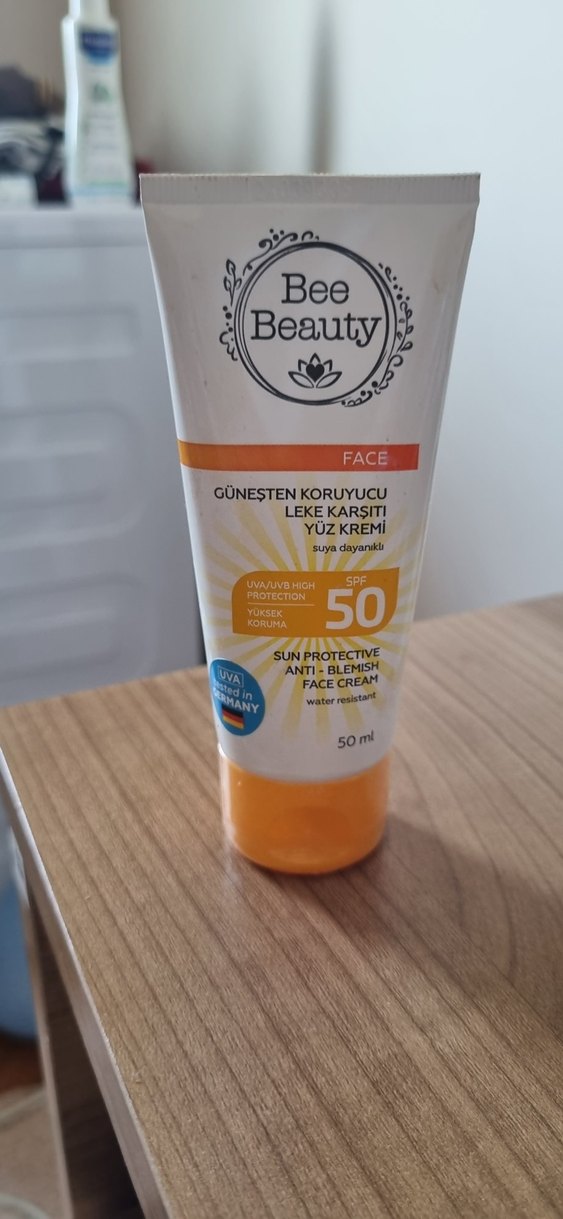 Bee
Beauty
FACE
GÜNEŞTEN KORUYUCU
LEKE KARŞITI
YÜZ KREMİ
suya dayanıklı
UVA/UVB HIGH
PROTECTION
YÜKSEK
KORUMA
SPF
50
SUN PROTECTIVE
ANTI - BLEMISH
FACE CREAM
water resistant
UVA
tested in
GERMANY
50 ml